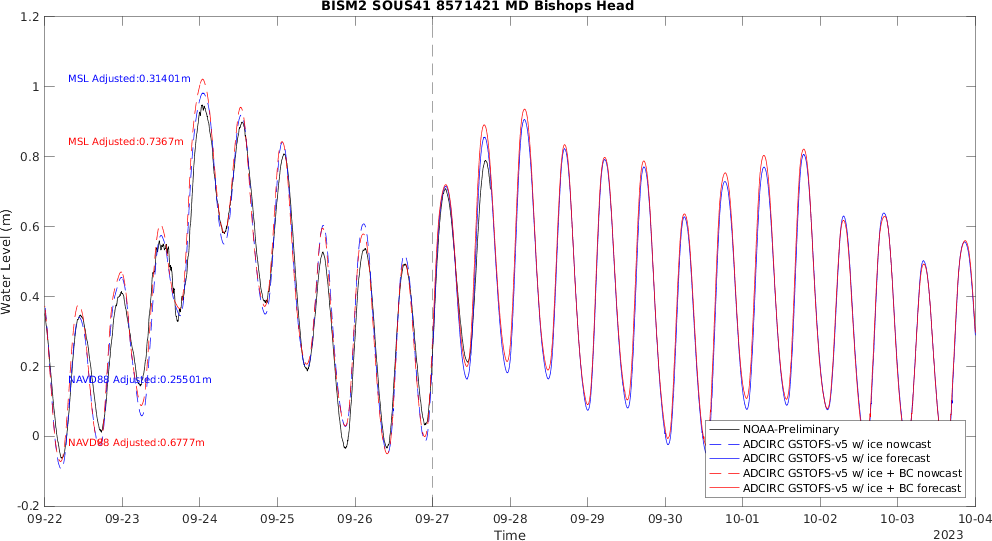 BISM2 SOUS41 8571421 MD Bishops Head
1.2
1
0.8
0.6
0.4
0.2
0
-0.2
Water Level (m)
MSL Adjusted:0.31401m
MSL Adjusted:0.7367m
NAVD88 Adjusted:0.25501m
NAVD88 Adjusted:0.6777m
NOAA-Preliminary
ADCIRC GSTOFS-v5 w/ ice nowcast
ADCIRC GSTOFS-v5 w/ ice forecast
ADCIRC GSTOFS-v5 w/ ice + BC nowcast
ADCIRC GSTOFS-v5 w/ ice + BC forecast
09-22 09-23 09-24 09-25 09-26 09-27 09-28 09-29 09-30 10-01 10-02 10-03 10-04
Time
2023